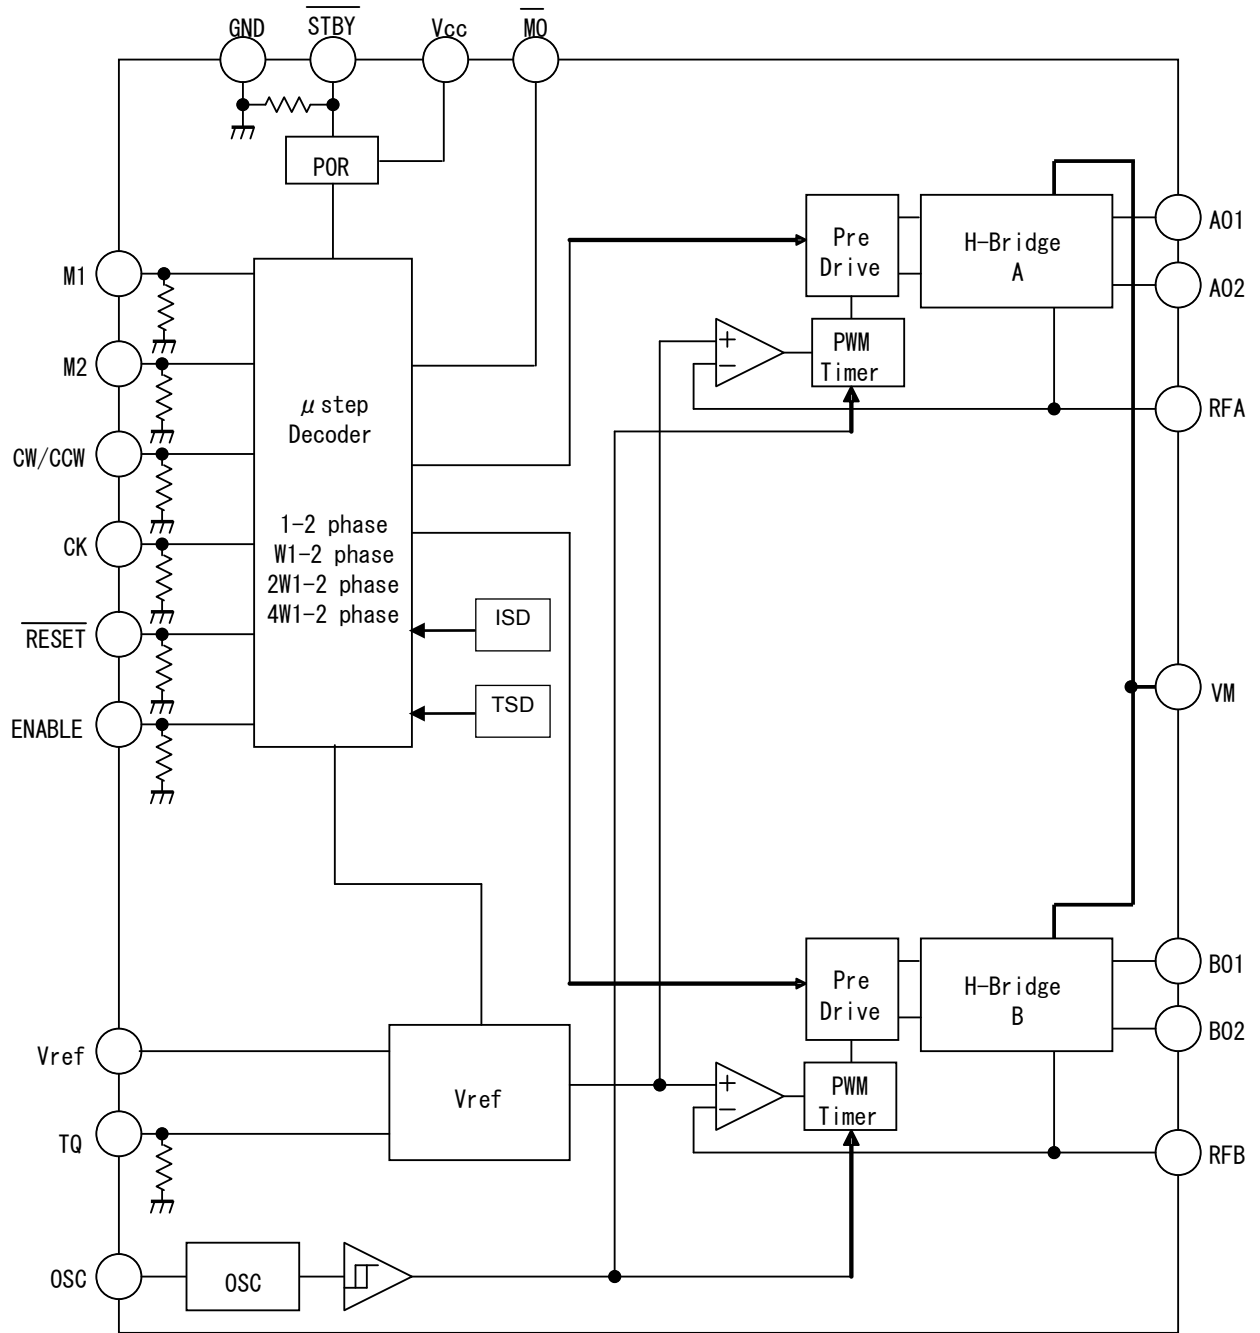 GND
STBY
Vcc
MO
POR
M1
M2
CW/CCW
CK
RESET
ENABLE
μ step
Decoder
1-2 phase
W1-2 phase
2W1-2 phase
4W1-2 phase
ISD
TSD
Pre
Drive
H-Bridge
A
AO1
AO2
+
−
PWM
Timer
RFA
VM
Pre
Drive
H-Bridge
B
BO1
BO2
Vref
Vref
TQ
+
−
PWM
Timer
RFB
OSC
OSC